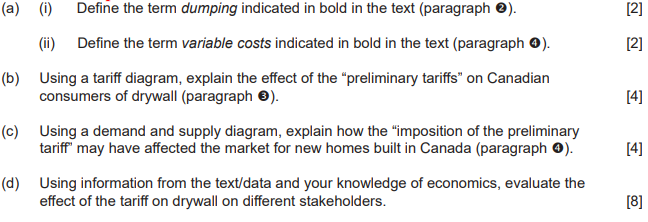 (a) (i) Define the term dumping indicated in bold in the text (paragraph ❷). [2]
(ii) Define the term variable costs indicated in bold in the text (paragraph ❹). [2]
(b) Using a tariff diagram, explain the effect of the “preliminary tariffs” on Canadian
consumers of drywall (paragraph ❸). [4]
(c) Using a demand and supply diagram, explain how the “imposition of the preliminary
tariff” may have affected the market for new homes built in Canada (paragraph ❹). [4]
(d) Using information from the text/data and your knowledge of economics, evaluate the
effect of the tariff on drywall on different stakeholders. [8]